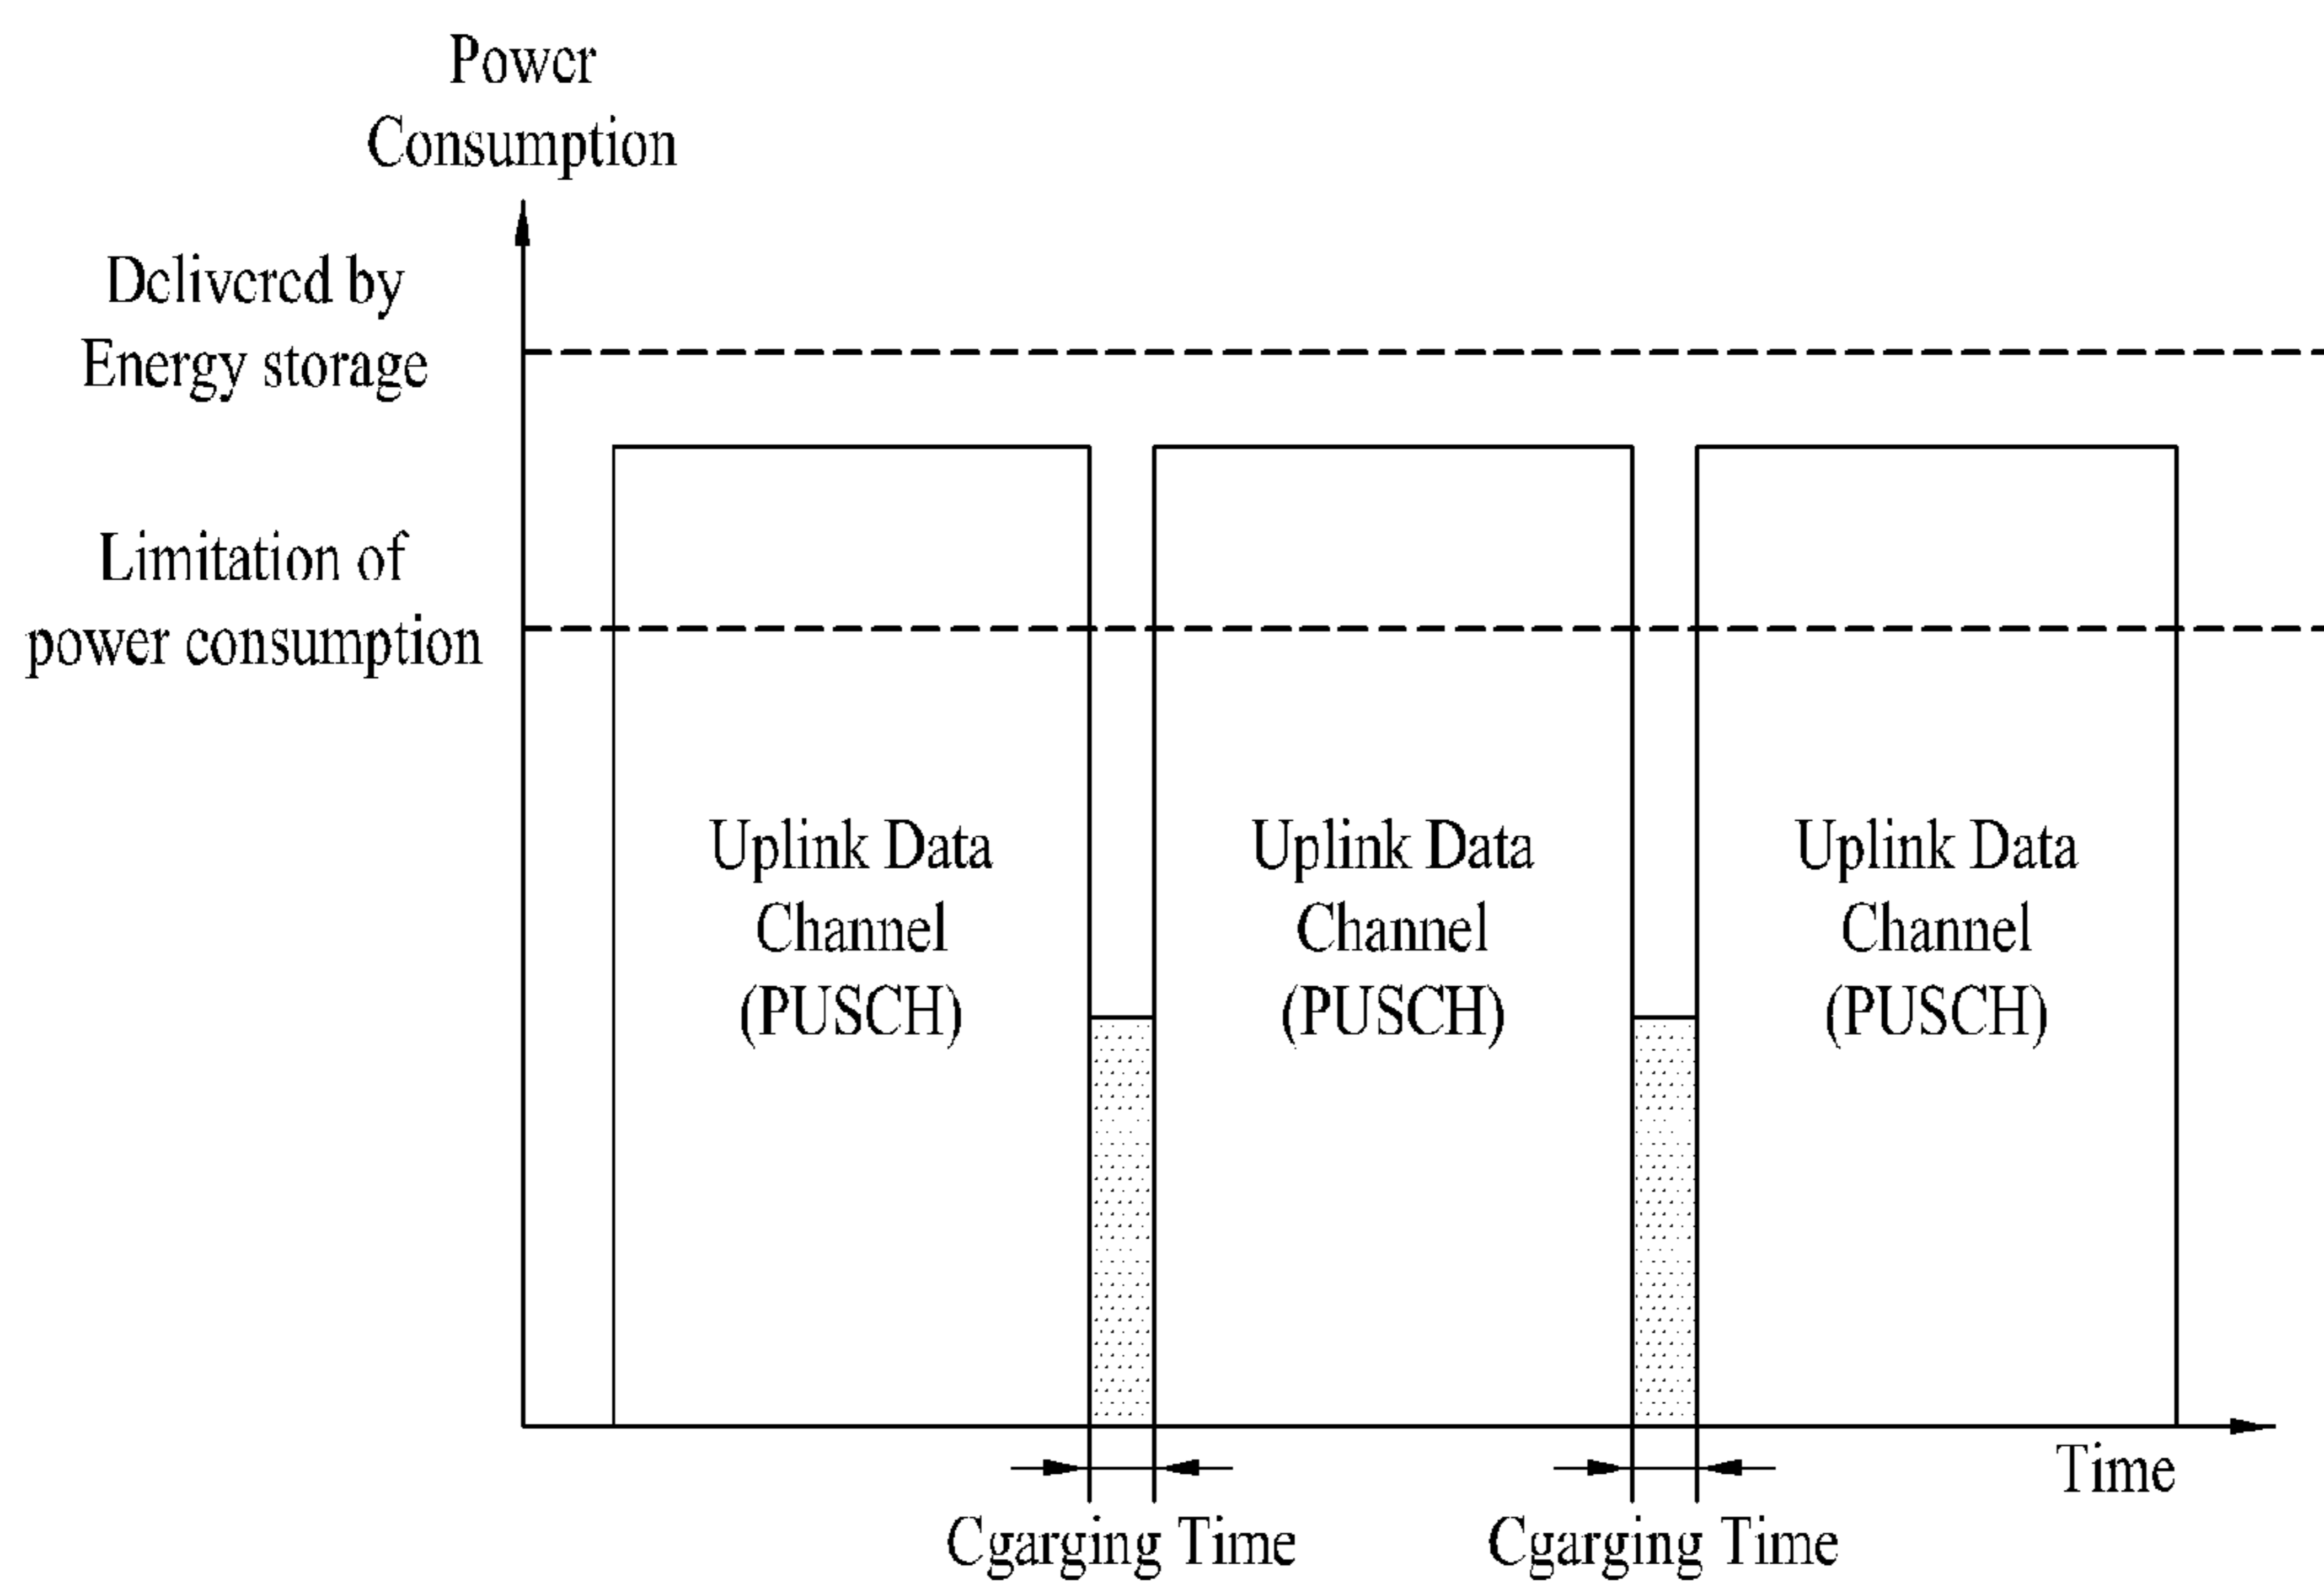 Power
Consumption
Delivered by
Energy storage
Limitation of
power consumption
Uplink Data
Channel
(PUSCH)
Uplink Data
Channel
(PUSCH)
Uplink Data
Channel
(PUSCH)
Time
Cgarging Time
Cgarging Time